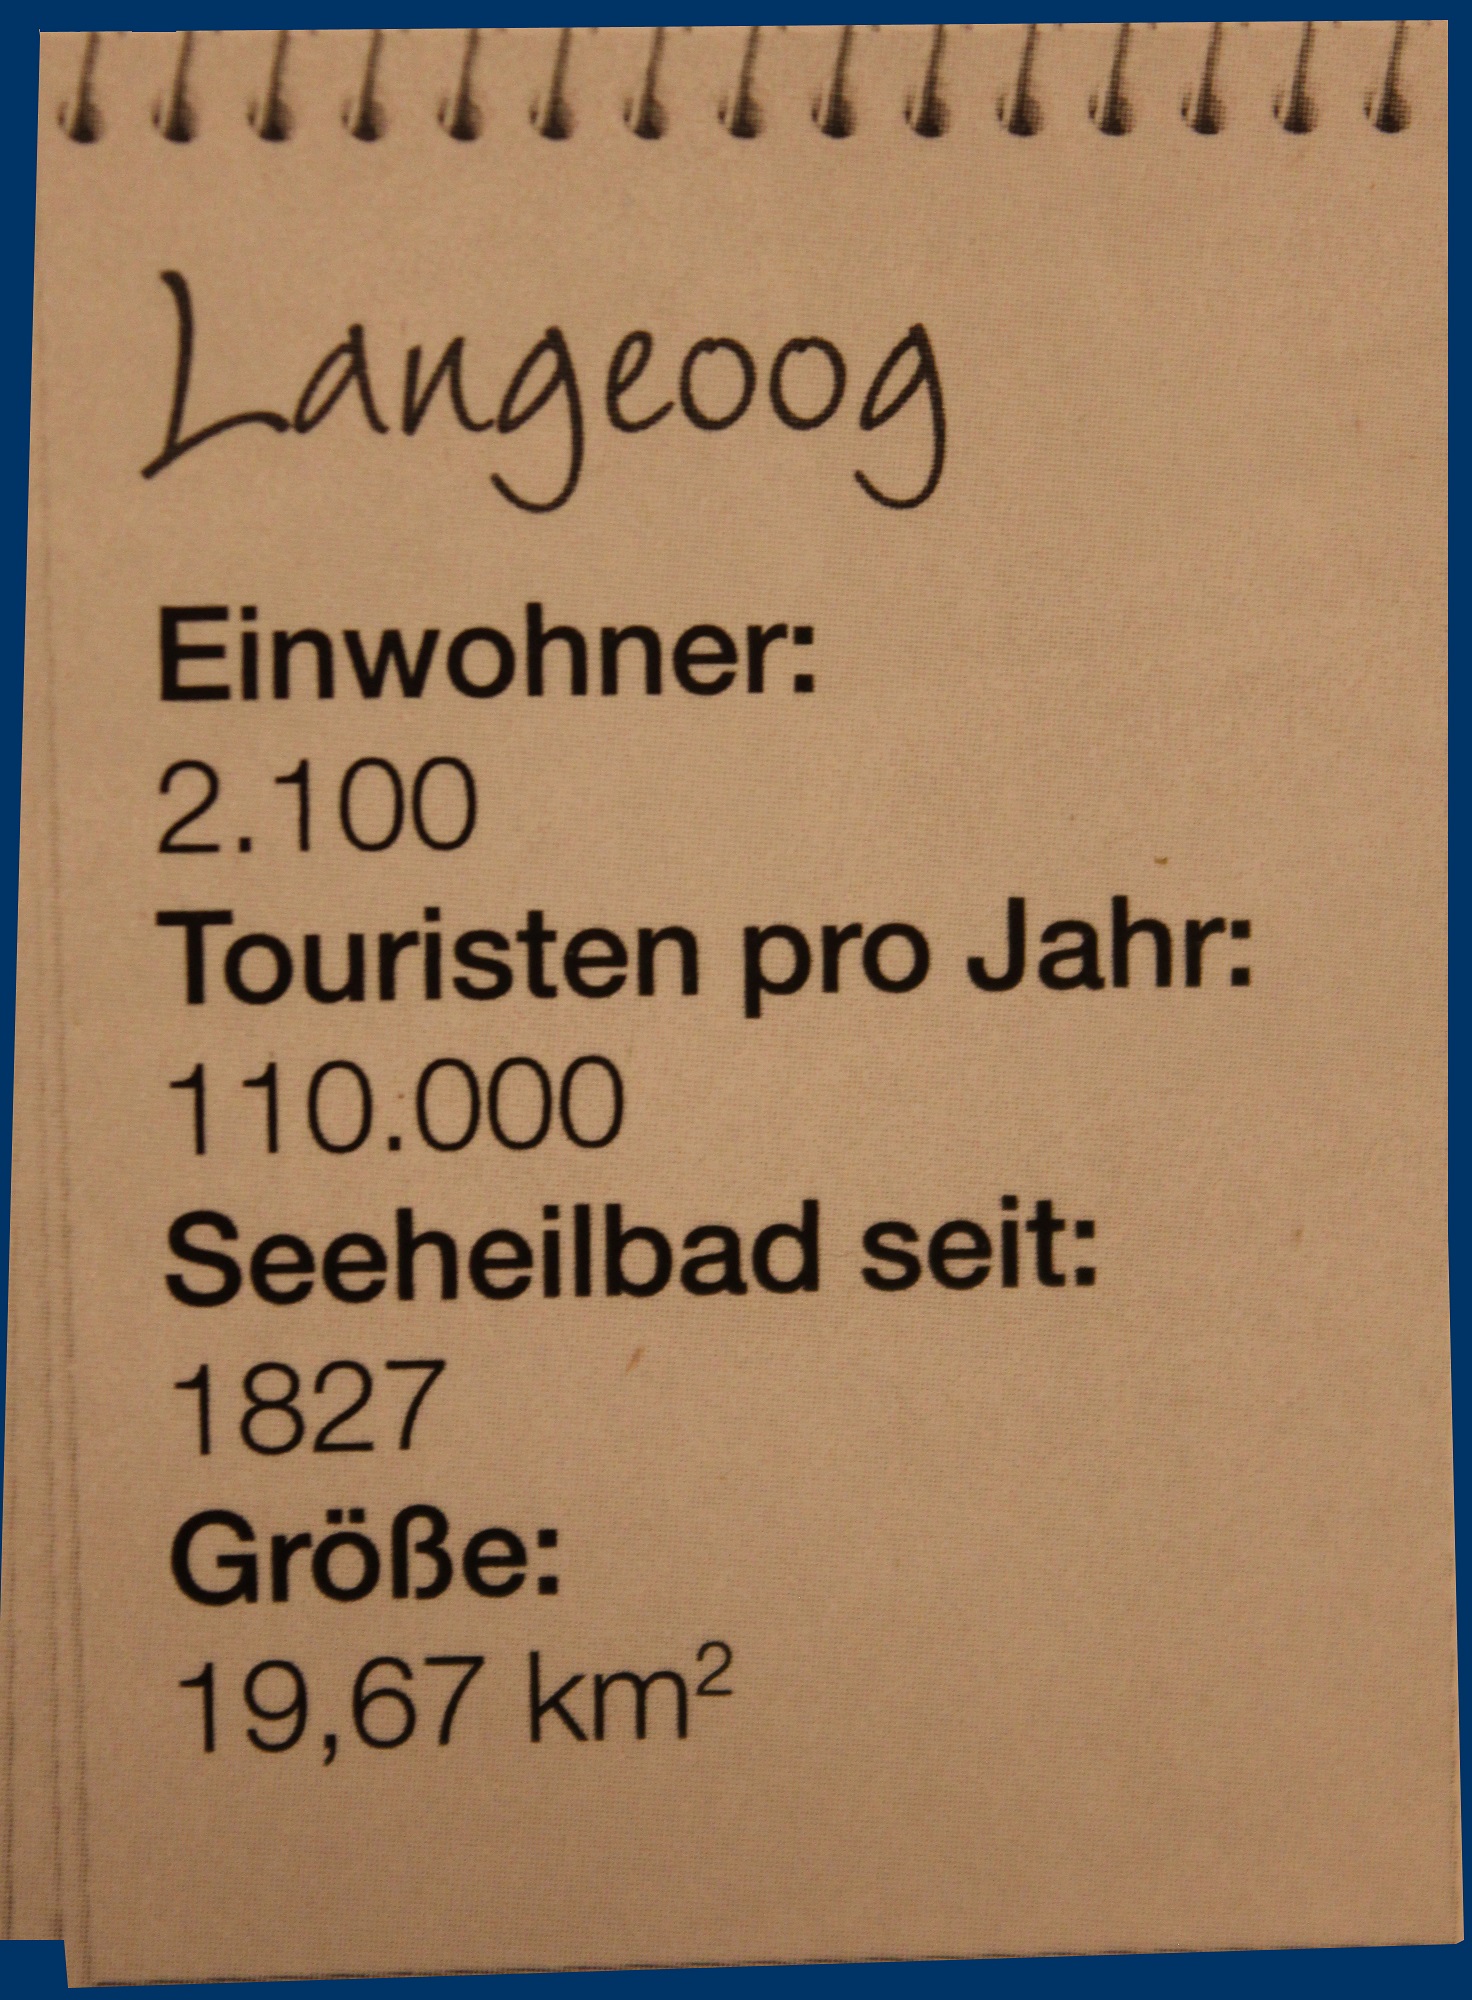 Langeoog
Einwohner:
2.100
Touristen pro Jahr:
110.000
Seeheilbad seit:
1827
Größe:
19,67 km²